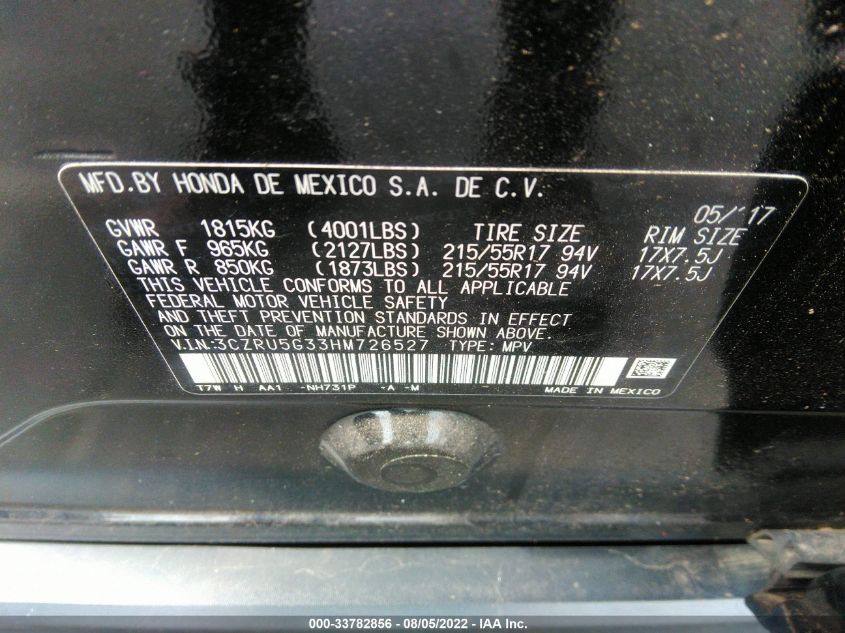 MFD.BY HONDA DE MEXICO S.A. DE C.V.
05/'17
GVWR 1815KG (4001LBS) TIRE SIZE RIM SIZE
GAWR F 965KG (2127LBS) 215/55R17 94V 17X7.5J
GAWR R 850KG (1873LBS) 215/55R17 94V 17X7.5J
THIS VEHICLE CONFORMS TO ALL APPLICABLE
FEDERAL MOTOR VEHICLE SAFETY
AND THEFT PREVENTION STANDARDS IN EFFECT
ON THE DATE OF MANUFACTURE SHOWN ABOVE.
V.I.N:3CZRU5G33HM726527 TYPE: MPV
T7W H AA1 -NH731P -A -M - MADE IN MEXICO
000-33782856 - 08/05/2022 - IAA Inc.